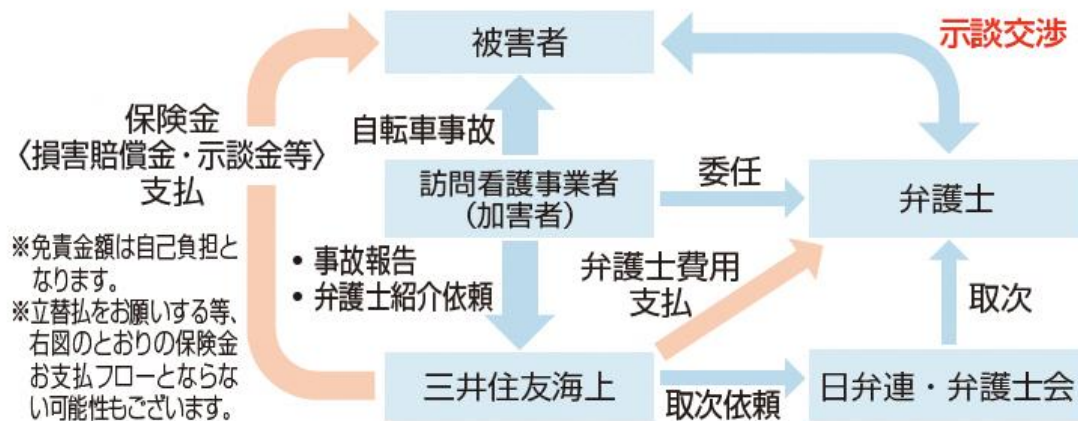 被害者
示談交渉
保険金
〈損害賠償金・示談金等〉
支払
自転車事故
訪問看護事業者
(加害者)
委任
弁護士
※免責金額は自己負担と
なります。
※立替払をお願いする等、
右図のとおりの保険金
お支払フローとならな
い可能性もございます。
• 事故報告
• 弁護士紹介依頼
弁護士費用
支払
取次
三井住友海上
取次依頼
日弁連・弁護士会